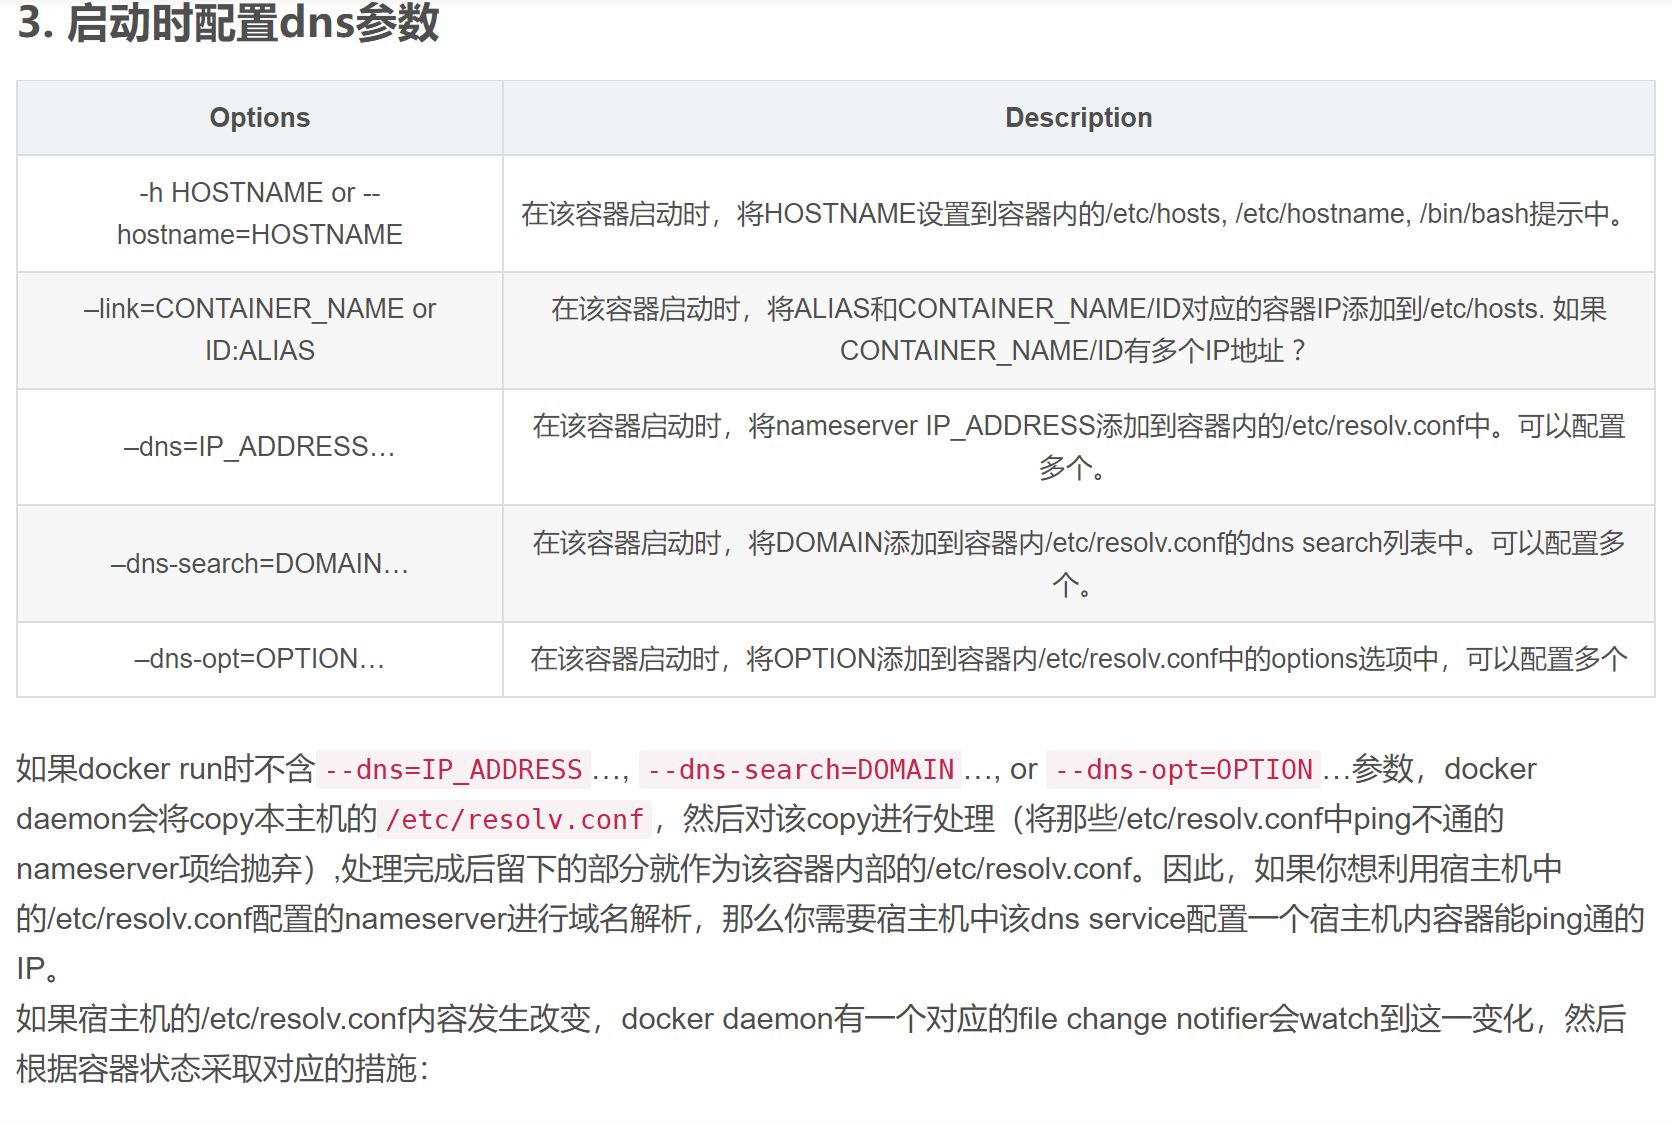 3. 启动时配置dns参数
Options
Description
-h HOSTNAME or --
hostname=HOSTNAME
在该容器启动时，将HOSTNAME设置到容器内的/etc/hosts, /etc/hostname, /bin/bash提示中。
–link=CONTAINER_NAME or
ID:ALIAS
在该容器启动时，将ALIAS和CONTAINER_NAME/ID对应的容器IP添加到/etc/hosts. 如果
CONTAINER_NAME/ID有多个IP地址？
–dns=IP_ADDRESS…
在该容器启动时，将nameserver IP_ADDRESS添加到容器内的/etc/resolv.conf中。可以配置
多个。
–dns-search=DOMAIN…
在该容器启动时，将DOMAIN添加到容器内/etc/resolv.conf的dns search列表中。可以配置多
个。
–dns-opt=OPTION…
在该容器启动时，将OPTION添加到容器内/etc/resolv.conf中的options选项中，可以配置多个
如果docker run时不含--dns=IP_ADDRESS…, --dns-search=DOMAIN…, or --dns-opt=OPTION…参数，docker
daemon会将copy本主机的/etc/resolv.conf，然后对该copy进行处理（将那些/etc/resolv.conf中ping不通的
nameserver项给抛弃）,处理完成后留下的部分就作为该容器内部的/etc/resolv.conf。因此，如果你想利用宿主机中
的/etc/resolv.conf配置的nameserver进行域名解析，那么你需要宿主机中该dns service配置一个宿主机内容器能ping通的
IP。
如果宿主机的/etc/resolv.conf内容发生改变，docker daemon有一个对应的file change notifier会watch到这一变化，然后
根据容器状态采取对应的措施：